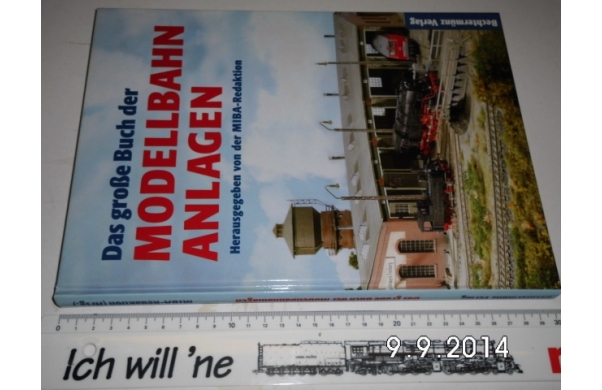 Das große Buch der
MODELLBAHN
ANLAGEN
Herausgegeben von der MIBA-Redaktion
Bechtermünz Verlag
Ich will 'ne
9.9.2014